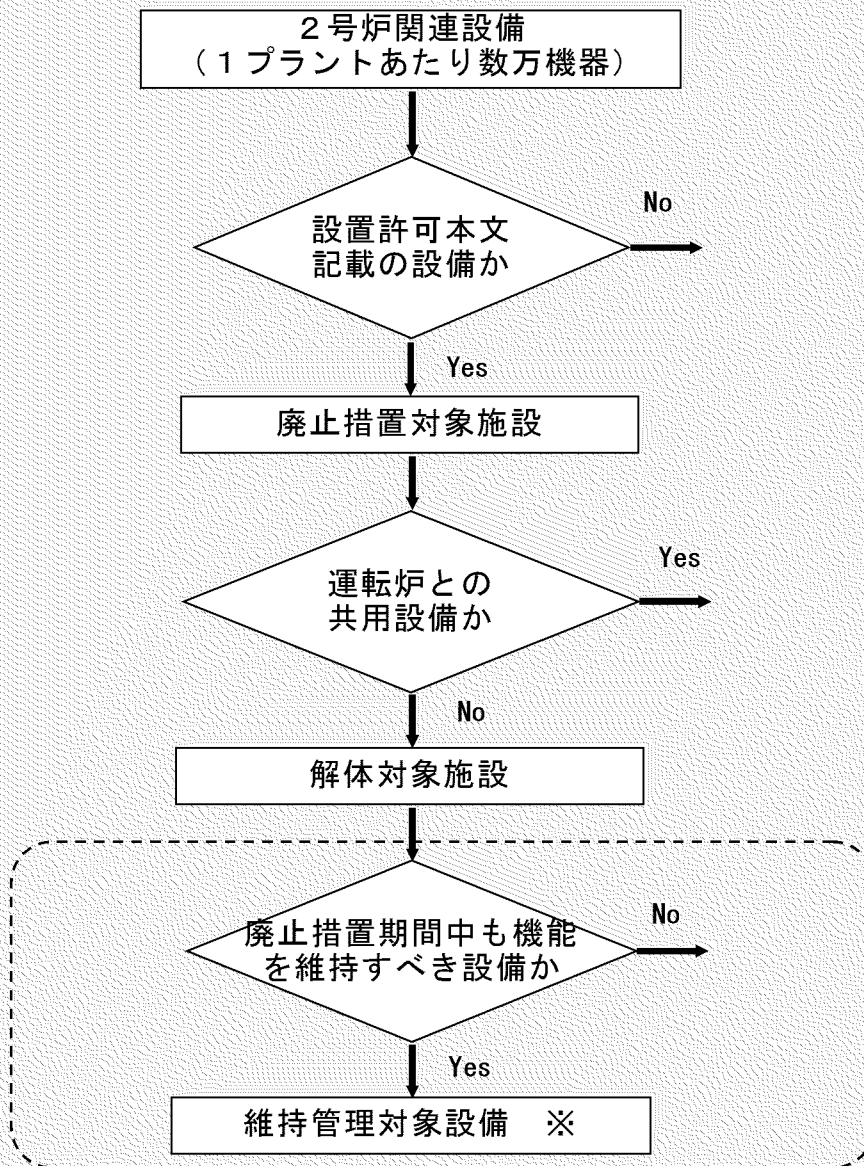 ２号炉関連設備
（１プラントあたり数万機器）
設置許可本文
記載の設備か
No
Yes
廃止措置対象施設
運転炉との
共用設備か
Yes
No
解体対象施設
廃止措置期間中も機能
を維持すべき設備か
No
Yes
維持管理対象設備　※